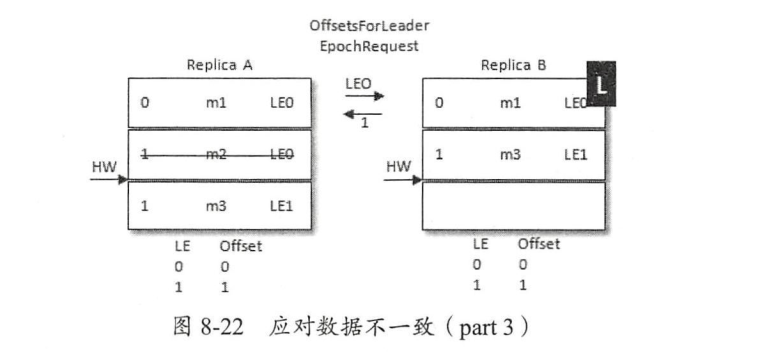 OffsetsForLeader
EpochRequest
Replica A
Replica B
LEO
1
L
0 m1 LE0
1 m2 LE0
1 m3 LE1
HW
0 m1 LE0
1 m3 LE1
HW
LE Offset
0 0
1 1
LE Offset
0 0
1 1
图 8-22 应对数据不一致（part 3）